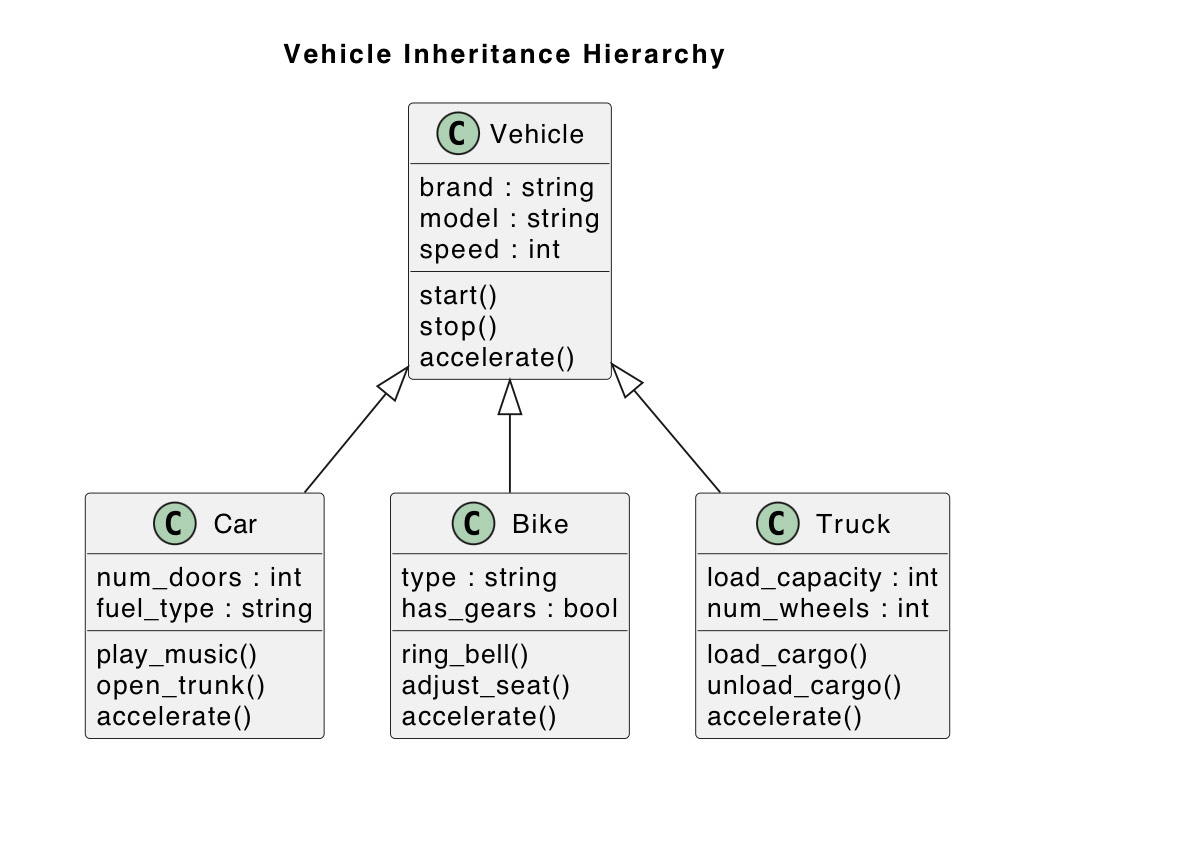 Vehicle Inheritance Hierarchy
C Vehicle
brand : string
model : string
speed : int
start()
stop()
accelerate()
C Car
num_doors : int
fuel_type : string
play_music()
open_trunk()
accelerate()
C Bike
type : string
has_gears : bool
ring_bell()
adjust_seat()
accelerate()
C Truck
load_capacity : int
num_wheels : int
load_cargo()
unload_cargo()
accelerate()